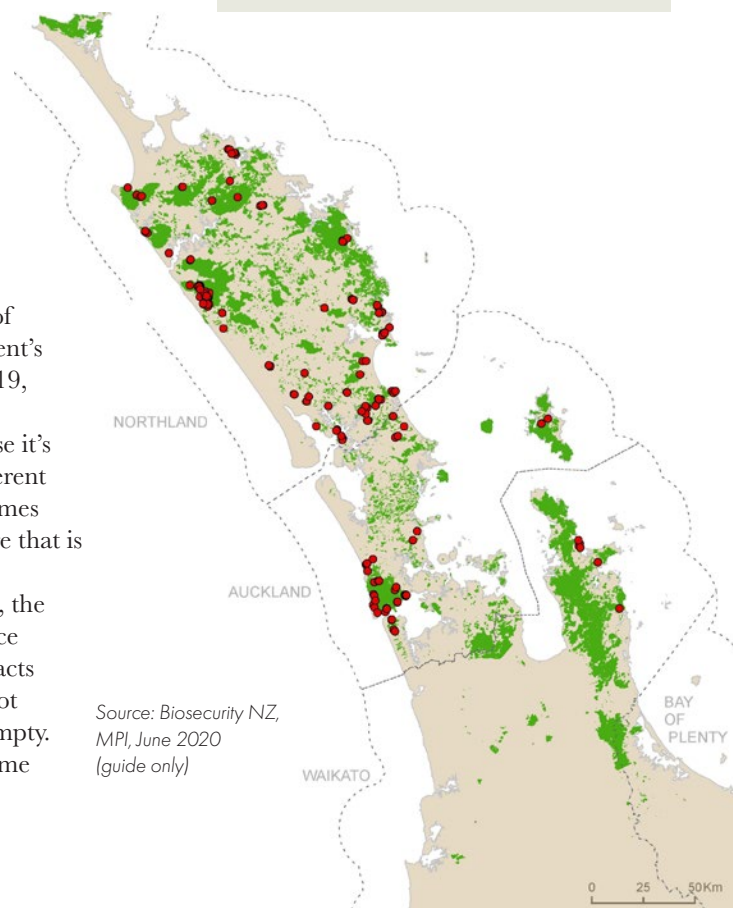 of
ent's
19,
se it's
erent
mes
e that is
, the
ce
acts
ot
mpty.
me
NORTHLAND
AUCKLAND
WAIKATO
BAY
OF
PLENTY
Source: Biosecurity NZ,
MPI, June 2020
(guide only)
0 25 50Km